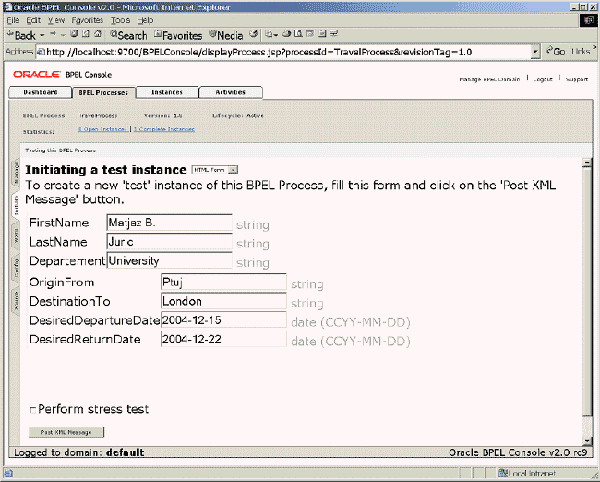 Oracle BPEL Console v2.0 - Microsoft Internet Explorer
File Edit View Favorites Tools Help
Back Search Favorites Media
Address http://localhost:9700/BPELConsole/displayProcess.jsp?processId=TravelProcess&revisionTag=1.0 Go Links
ORACLE BPEL Console
Manage BPEL Domain | Logout | Support
Dashboard BPEL Processes Instances Activities
BPEL Process TravelProcess Version: 1.0 Lifecycle: Active
Statistics: 0 Open Instances | 1 Complete Instances
Testing this BPEL Process
Initiating a test instance HTML Form
To create a new 'test' instance of this BPEL Process, fill this form and click on the 'Post XML
Message' button.
FirstName Matjaz B. string
LastName Juric string
Departement University string
OriginFrom Ptuj string
DestinationTo London string
DesiredDepartureDate 2004-12-15 date (CCYY-MM-DD)
DesiredReturnDate 2004-12-22 date (CCYY-MM-DD)
Perform stress test
Post XML Message
Logged to domain: default Oracle BPEL Console v2.0 rc9
Local intranet